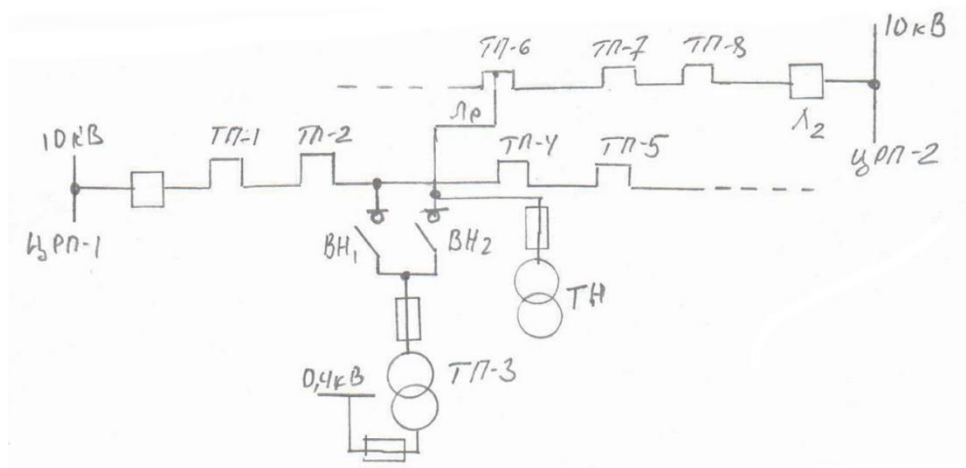 10кВ
ТП-6
ТП-7
ТП-8
Лр
Л2
ЦРП-2
10кВ
ТП-1
ТП-2
ТП-4
ТП-5
ЦРП-1
ВН1
ВН2
ТН
ТП-3
0,4кВ